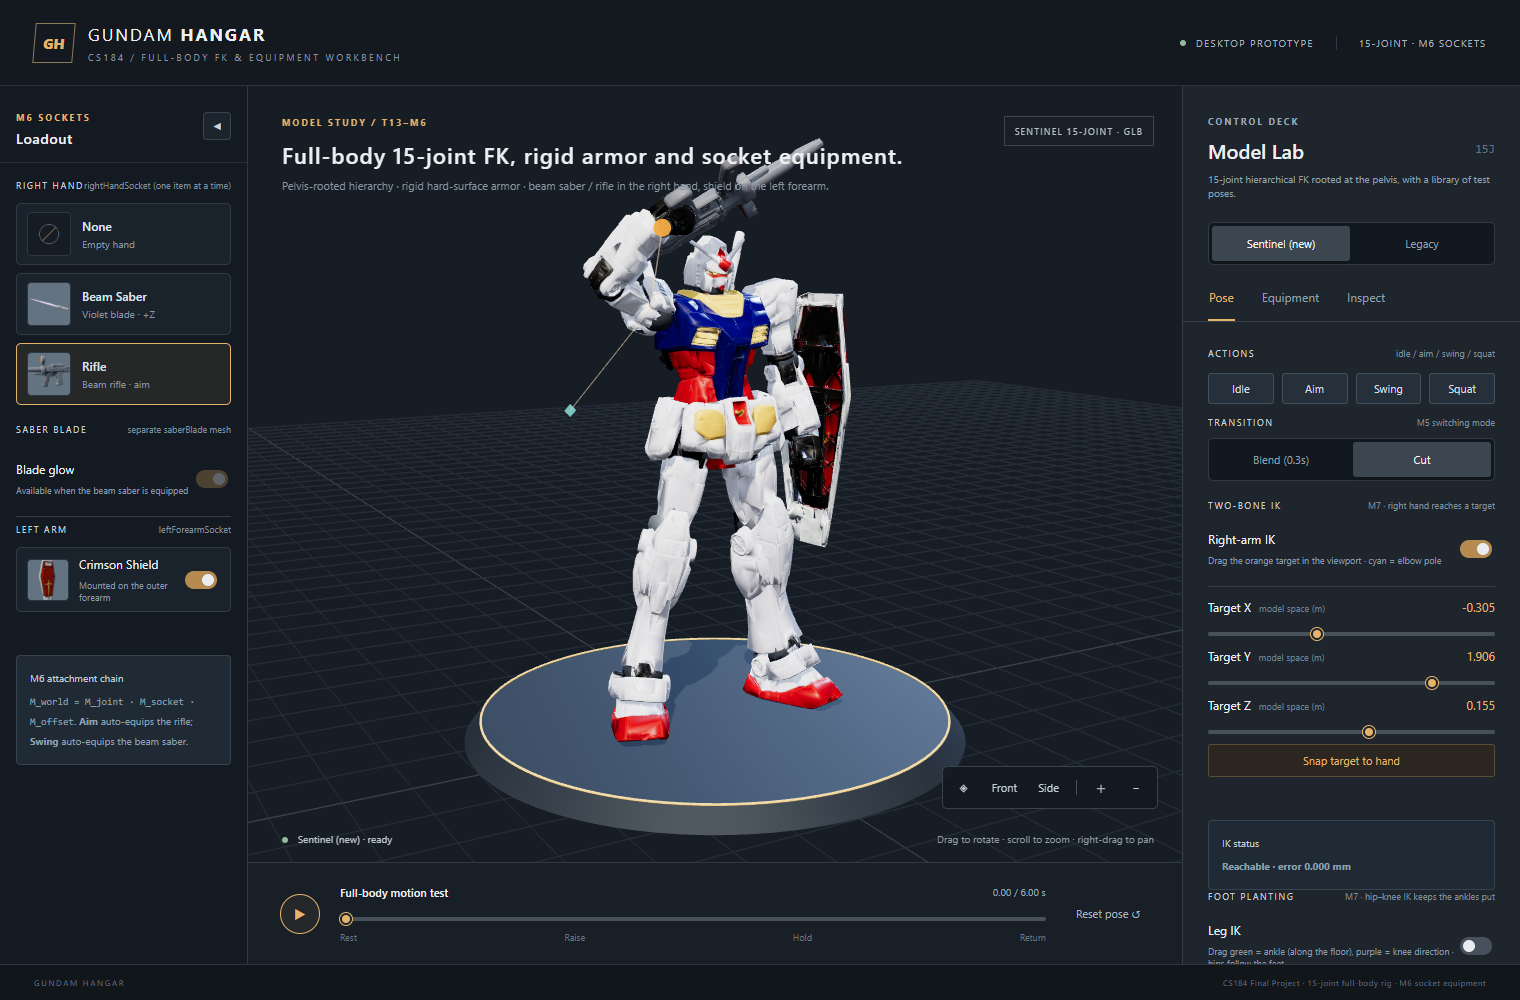 GH
GUNDAM HANGAR
CS184 / FULL-BODY FK & EQUIPMENT WORKBENCH
DESKTOP PROTOTYPE
15-JOINT · M6 SOCKETS
M6 SOCKETS
Loadout
RIGHT HAND rightHandSocket (one item at a time)
None
Empty hand
Beam Saber
Violet blade · +Z
Rifle
Beam rifle · aim
SABER BLADE separate saberBlade mesh
Blade glow
Available when the beam saber is equipped
LEFT ARM leftForearmSocket
Crimson Shield
Mounted on the outer
forearm
M6 attachment chain
M_world = M_joint · M_socket ·
M_offset. Aim auto-equips the rifle;
Swing auto-equips the beam saber.
MODEL STUDY / T13–M6
Full-body 15-joint FK, rigid armor and socket equipment.
Pelvis-rooted hierarchy · rigid hard-surface armor · beam saber / rifle in the right hand, shield on the left forearm.
SENTINEL 15-JOINT · GLB
Front Side + −
Sentinel (new) · ready
Drag to rotate · scroll to zoom · right-drag to pan
Full-body motion test
0.00 / 6.00 s
Rest Raise Hold Return
Reset pose ↺
CONTROL DECK
Model Lab
15J
15-joint hierarchical FK rooted at the pelvis, with a library of test
poses.
Sentinel (new) Legacy
Pose Equipment Inspect
ACTIONS idle / aim / swing / squat
Idle Aim Swing Squat
TRANSITION M5 switching mode
Blend (0.3s) Cut
TWO-BONE IK M7 · right hand reaches a target
Right-arm IK
Drag the orange target in the viewport · cyan = elbow pole
Target X model space (m) -0.305
Target Y model space (m) 1.906
Target Z model space (m) 0.155
Snap target to hand
IK status
Reachable · error 0.000 mm
FOOT PLANTING M7 · hip–knee IK keeps the ankles put
Leg IK
Drag green = ankle (along the floor), purple = knee direction ·
hips follow the feet
GUNDAM HANGAR
CS184 Final Project · 15-joint full-body rig · M6 socket equipment